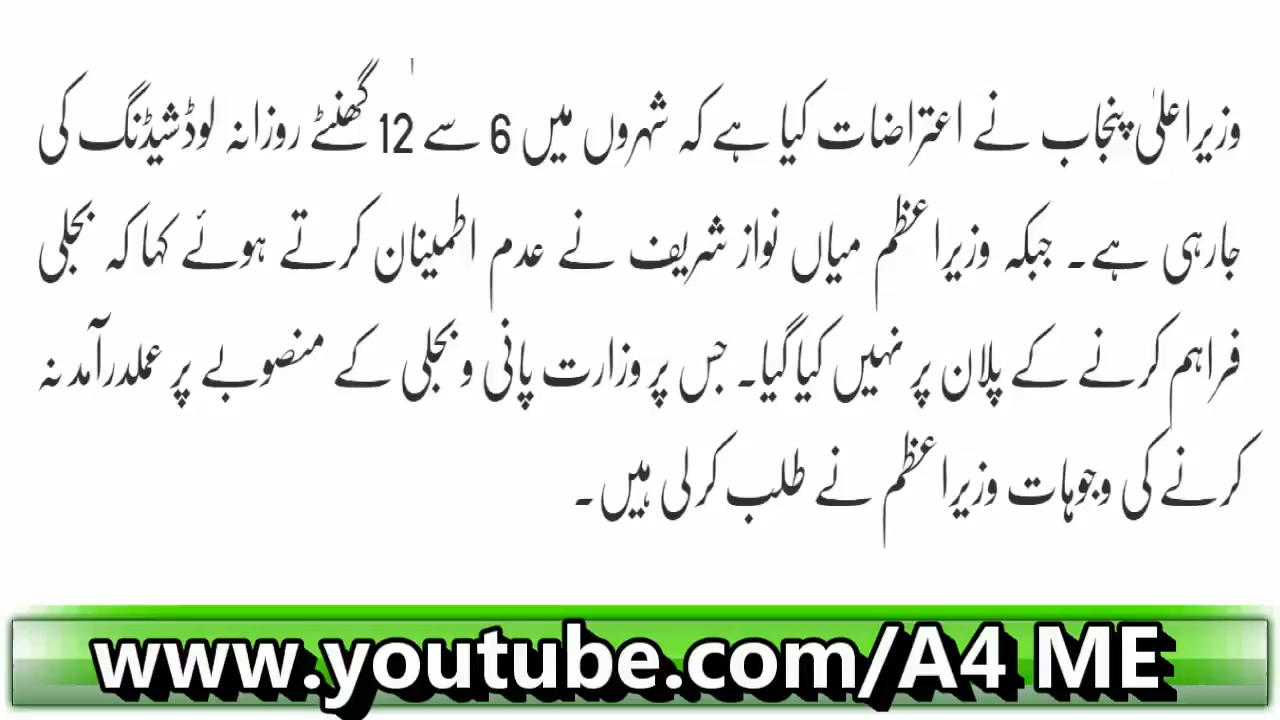 وزیراعلیٰ پنجاب نے اعتراضات کیا ہے کہ شہروں میں 6 سے 12 گھنٹے روزانہ لوڈشیڈنگ کی
جارہی ہے۔ جبکہ وزیراعظم میاں نواز شریف نے عدم اطمینان کرتے ہوئے کہا کہ بجلی
فراہم کرنے کے پلان پر نہیں کیا گیا۔ جس پر وزارت پانی و بجلی کے منصوبے پر عملدرآمد نہ
کرنے کی وجوہات وزیراعظم نے طلب کرلی ہیں۔
www.youtube.com/A4 ME